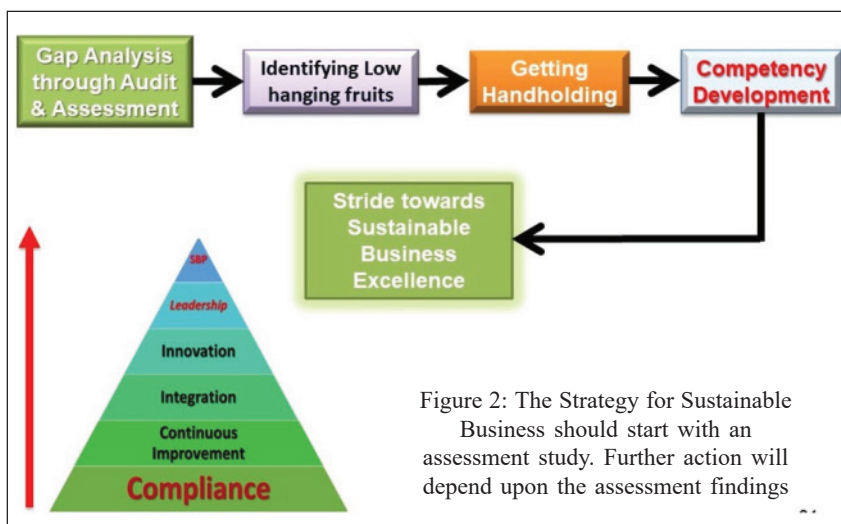 Gap Analysis
through Audit
& Assessment
Identifying Low
hanging fruits
Getting
Handholding
Competency
Development
Stride towards
Sustainable
Business
Excellence
SBP
Leadership
Innovation
Integration
Continuous
Improvement
Compliance
Figure 2: The Strategy for Sustainable
Business should start with an
assessment study. Further action will
depend upon the assessment findings